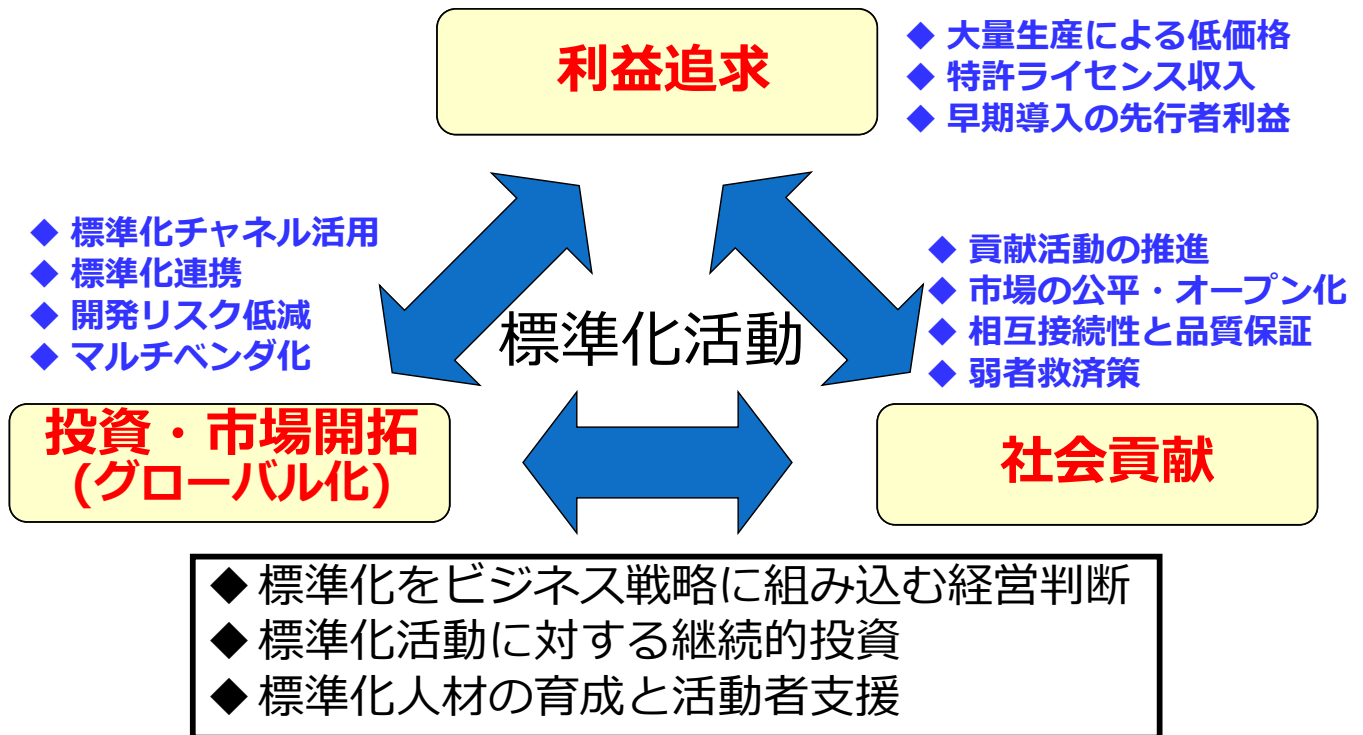 利益追求
◆ 大量生産による低価格
◆ 特許ライセンス収入
◆ 早期導入の先行者利益
◆ 標準化チャネル活用
◆ 標準化連携
◆ 開発リスク低減
◆ マルチベンダ化
標準化活動
◆ 貢献活動の推進
◆ 市場の公平・オープン化
◆ 相互接続性と品質保証
◆ 弱者救済策
投資・市場開拓
(グローバル化)
社会貢献
◆ 標準化をビジネス戦略に組み込む経営判断
◆ 標準化活動に対する継続的投資
◆ 標準化人材の育成と活動者支援